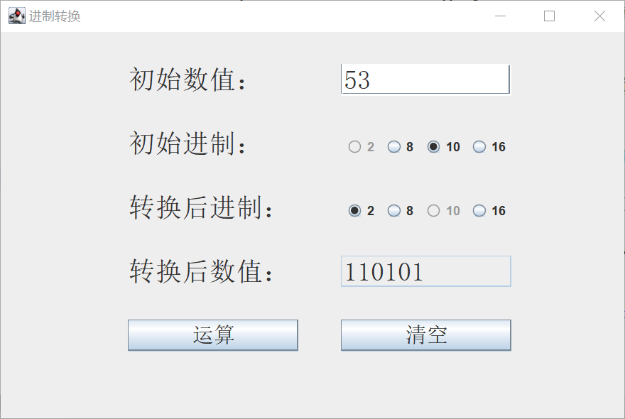 进制转换
初始数值： 53
初始进制： 2 8 10 16
转换后进制： 2 8 10 16
转换后数值： 110101
运算 清空